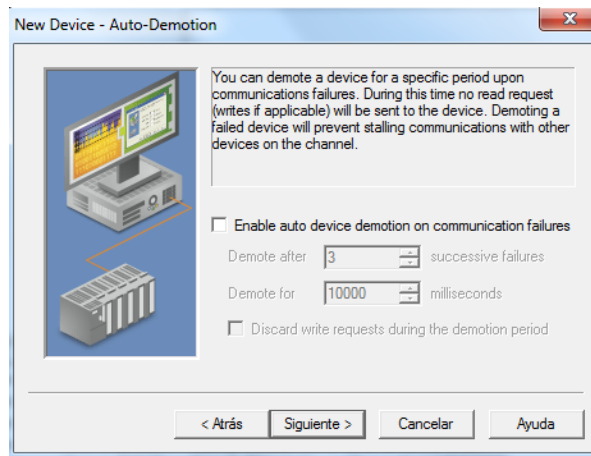 New Device - Auto-Demotion
You can demote a device for a specific period upon
communications failures. During this time no read request
(writes if applicable) will be sent to the device. Demoting a
failed device will prevent stalling communications with other
devices on the channel.
Enable auto device demotion on communication failures
Demote after 3 successive failures
Demote for 10000 milliseconds
Discard write requests during the demotion period
< Atrás Siguiente > Cancelar Ayuda